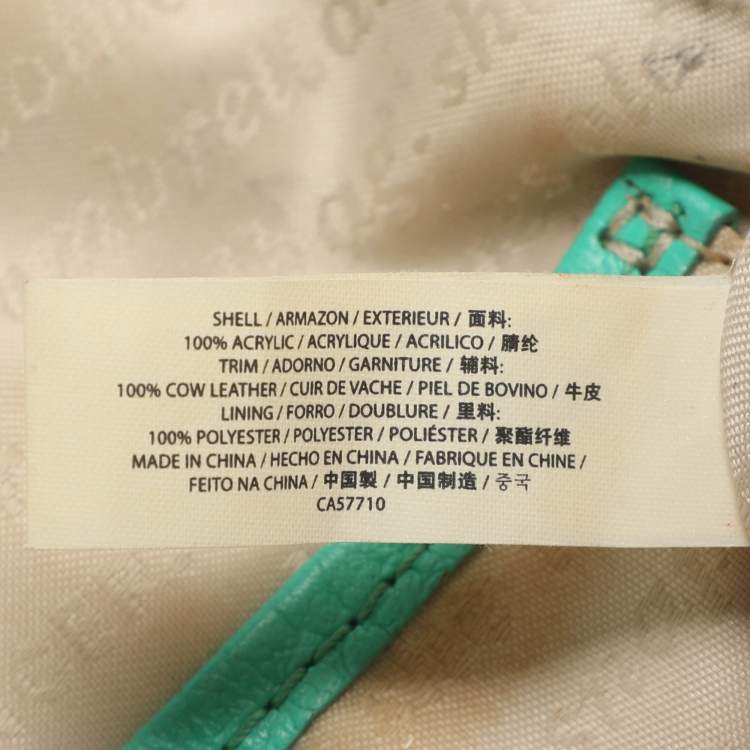 SHELL / ARMAZON / EXTERIEUR / 面料:
100% ACRYLIC / ACRYLIQUE / ACRILICO / 腈纶
TRIM / ADORNO / GARNITURE / 辅料:
100% COW LEATHER / CUIR DE VACHE / PIEL DE BOVINO / 牛皮
LINING / FORRO / DOUBLURE / 里料:
100% POLYESTER / POLYESTER / POLIÉSTER / 聚酯纤维
MADE IN CHINA / HECHO EN CHINA / FABRIQUE EN CHINE /
FEITO NA CHINA / 中国製 / 中国制造 / 중국
CA57710